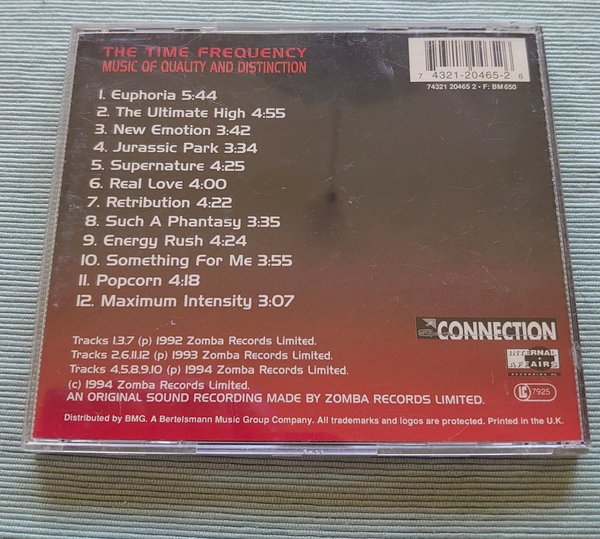 THE TIME FREQUENCY
MUSIC OF QUALITY AND DISTINCTION
7 4321-20465-2 6
74321 20465 2 • F: BM 650
1. Euphoria 5:44
2. The Ultimate High 4:55
3. New Emotion 3:42
4. Jurassic Park 3:34
5. Supernature 4:25
6. Real Love 4:00
7. Retribution 4:22
8. Such A Phantasy 3:35
9. Energy Rush 4:24
10. Something For Me 3:55
11. Popcorn 4:18
12. Maximum Intensity 3:07
CONNECTION
Tracks 1.3.7 (p) 1992 Zomba Records Limited.
Tracks 2.6.11.12 (p) 1993 Zomba Records Limited.
Tracks 4.5.8.9.10 (p) 1994 Zomba Records Limited.
(c) 1994 Zomba Records Limited.
AN ORIGINAL SOUND RECORDING MADE BY ZOMBA RECORDS LIMITED.
INTERNAL
AFFAIRS
LC 7925
Distributed by BMG. A Bertelsmann Music Group Company. All trademarks and logos are protected. Printed in the U.K.